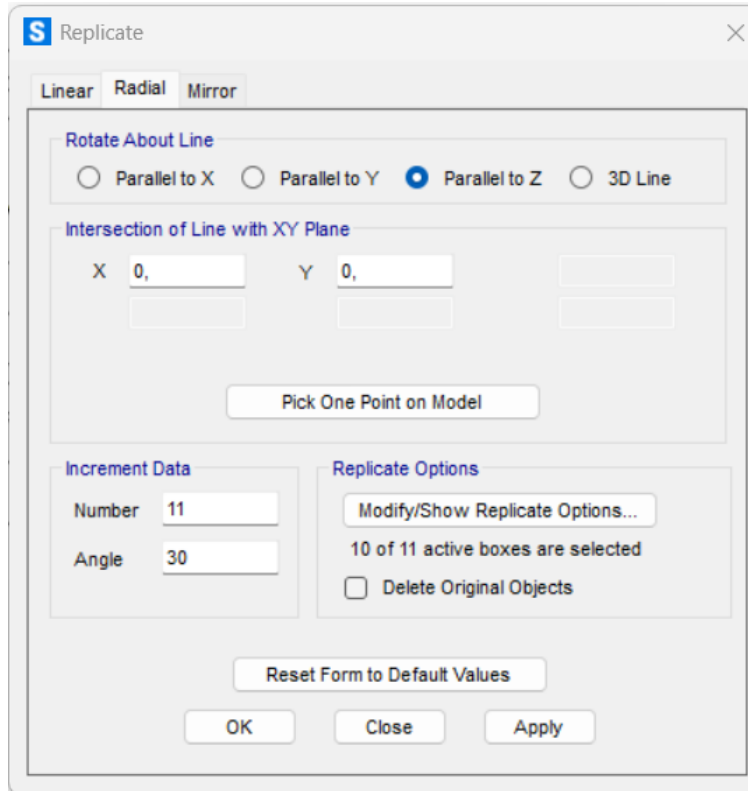 S Replicate
Linear Radial Mirror
Rotate About Line
Parallel to X Parallel to Y Parallel to Z 3D Line
Intersection of Line with XY Plane
X 0, Y 0,
Pick One Point on Model
Increment Data
Number 11
Angle 30
Replicate Options
Modify/Show Replicate Options...
10 of 11 active boxes are selected
Delete Original Objects
Reset Form to Default Values
OK Close Apply